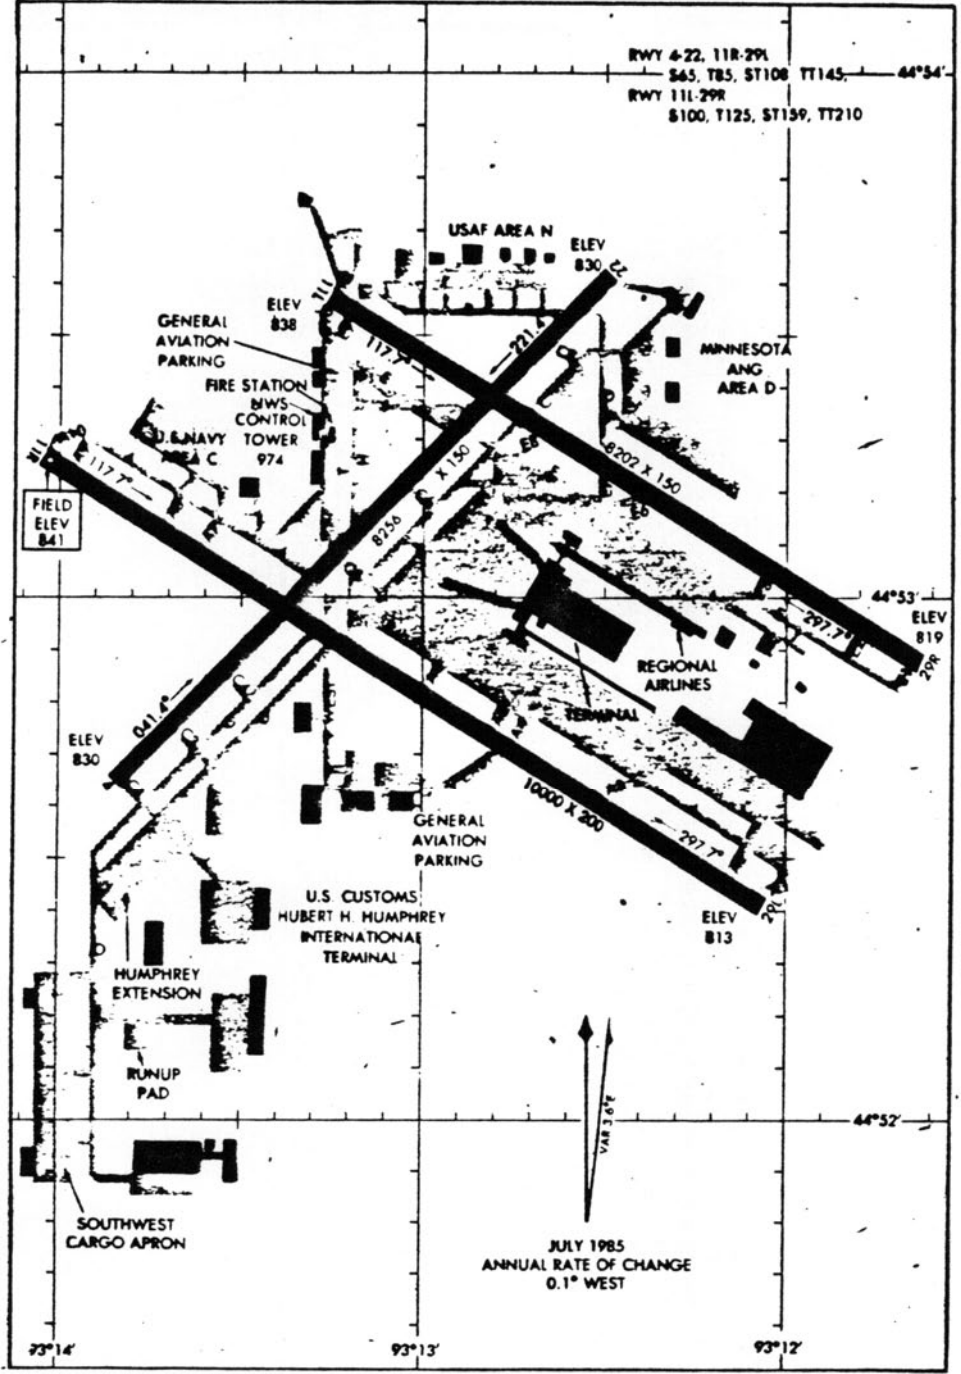 RWY 4-22, 11R-29L
S65, T85, ST108 TT145,
44°54'
RWY 11L-29R
S100, T125, ST159, TT210
USAF AREA N
ELEV
830
22
11L
ELEV
838
GENERAL
AVIATION
PARKING
117.7°
221.4°
MINNESOTA
ANG
AREA D
FIRE STATION
NWS
CONTROL
TOWER
974
U.S. NAVY
AREA C
11R
117.7°
FIELD
ELEV
841
8256 X 150
E8
8202 X 150
E6
44°53'
ELEV
819
297.7°
29R
REGIONAL
AIRLINES
TERMINAL
041.4°
ELEV
830
WEST
10000 X 200
297.7°
29L
ELEV
813
GENERAL
AVIATION
PARKING
U.S. CUSTOMS
HUBERT H. HUMPHREY
INTERNATIONAL
TERMINAL
HUMPHREY
EXTENSION
RUNUP
PAD
VAR 3.6°E
44°52'
SOUTHWEST
CARGO APRON
JULY 1985
ANNUAL RATE OF CHANGE
0.1° WEST
93°14'
93°13'
93°12'